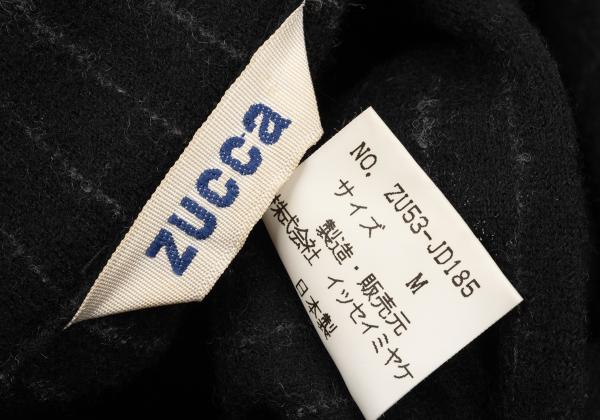 zucca
NO. ZU53-JD185
サイズ M
製造・販売元
株式会社 イッセイミヤケ
日本製